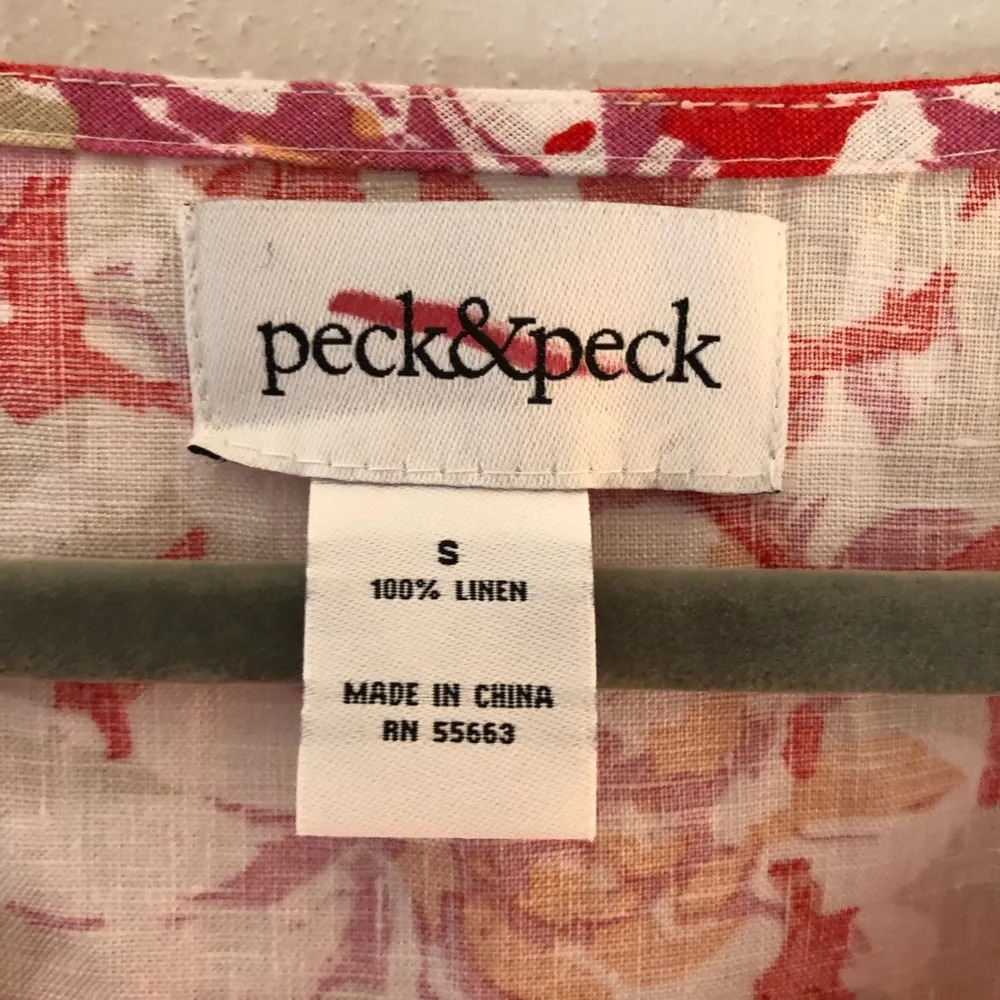 peck&peck
S
100% LINEN
MADE IN CHINA
RN 55663